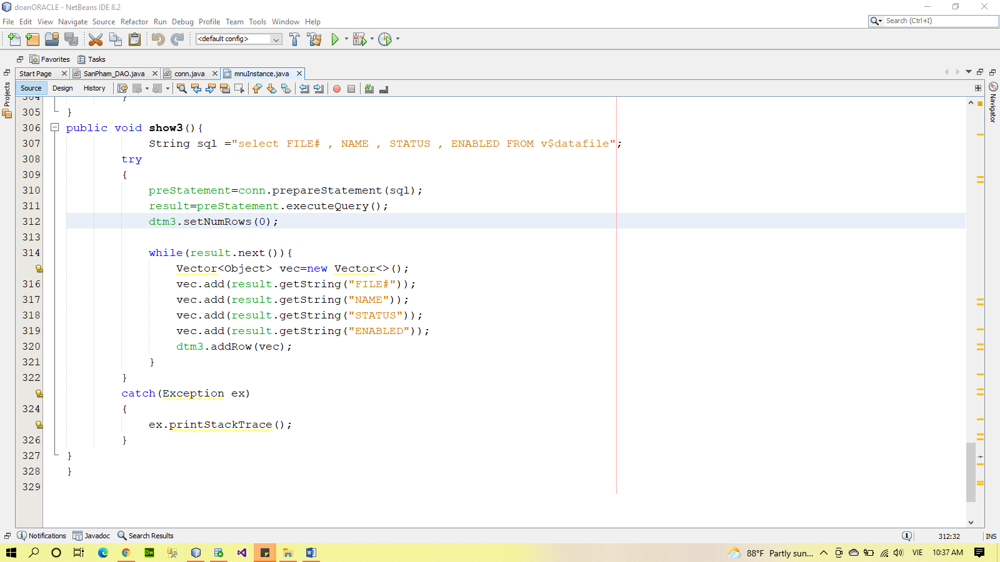 doanORACLE - NetBeans IDE 8.2
File Edit View Navigate Source Refactor Run Debug Profile Team Tools Window Help
Search (Ctrl+I)
<default config>
Favorites Tasks
Start Page SanPham_DAO.java conn.java mnuInstance.java
Source Design History
Projects
Navigator
304 }
305 }
306 public void show3(){
307 String sql ="select FILE# , NAME , STATUS , ENABLED FROM v$datafile";
308 try
309 {
310 preStatement=conn.prepareStatement(sql);
311 result=preStatement.executeQuery();
312 dtm3.setNumRows(0);
313
314 while(result.next()){
Vector<Object> vec=new Vector<>();
316 vec.add(result.getString("FILE#"));
317 vec.add(result.getString("NAME"));
318 vec.add(result.getString("STATUS"));
319 vec.add(result.getString("ENABLED"));
320 dtm3.addRow(vec);
321 }
322 }
catch(Exception ex)
324 {
ex.printStackTrace();
326 }
327 }
328 }
329
Notifications Javadoc Search Results
1 312:32 INS
Dw 88°F Partly sun... VIE 10:37 AM